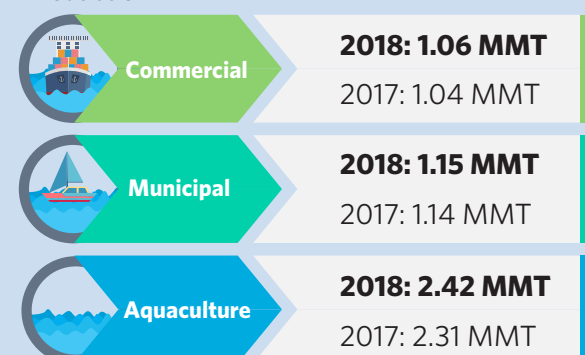 Commercial
2018: 1.06 MMT
2017: 1.04 MMT
Municipal
2018: 1.15 MMT
2017: 1.14 MMT
Aquaculture
2018: 2.42 MMT
2017: 2.31 MMT